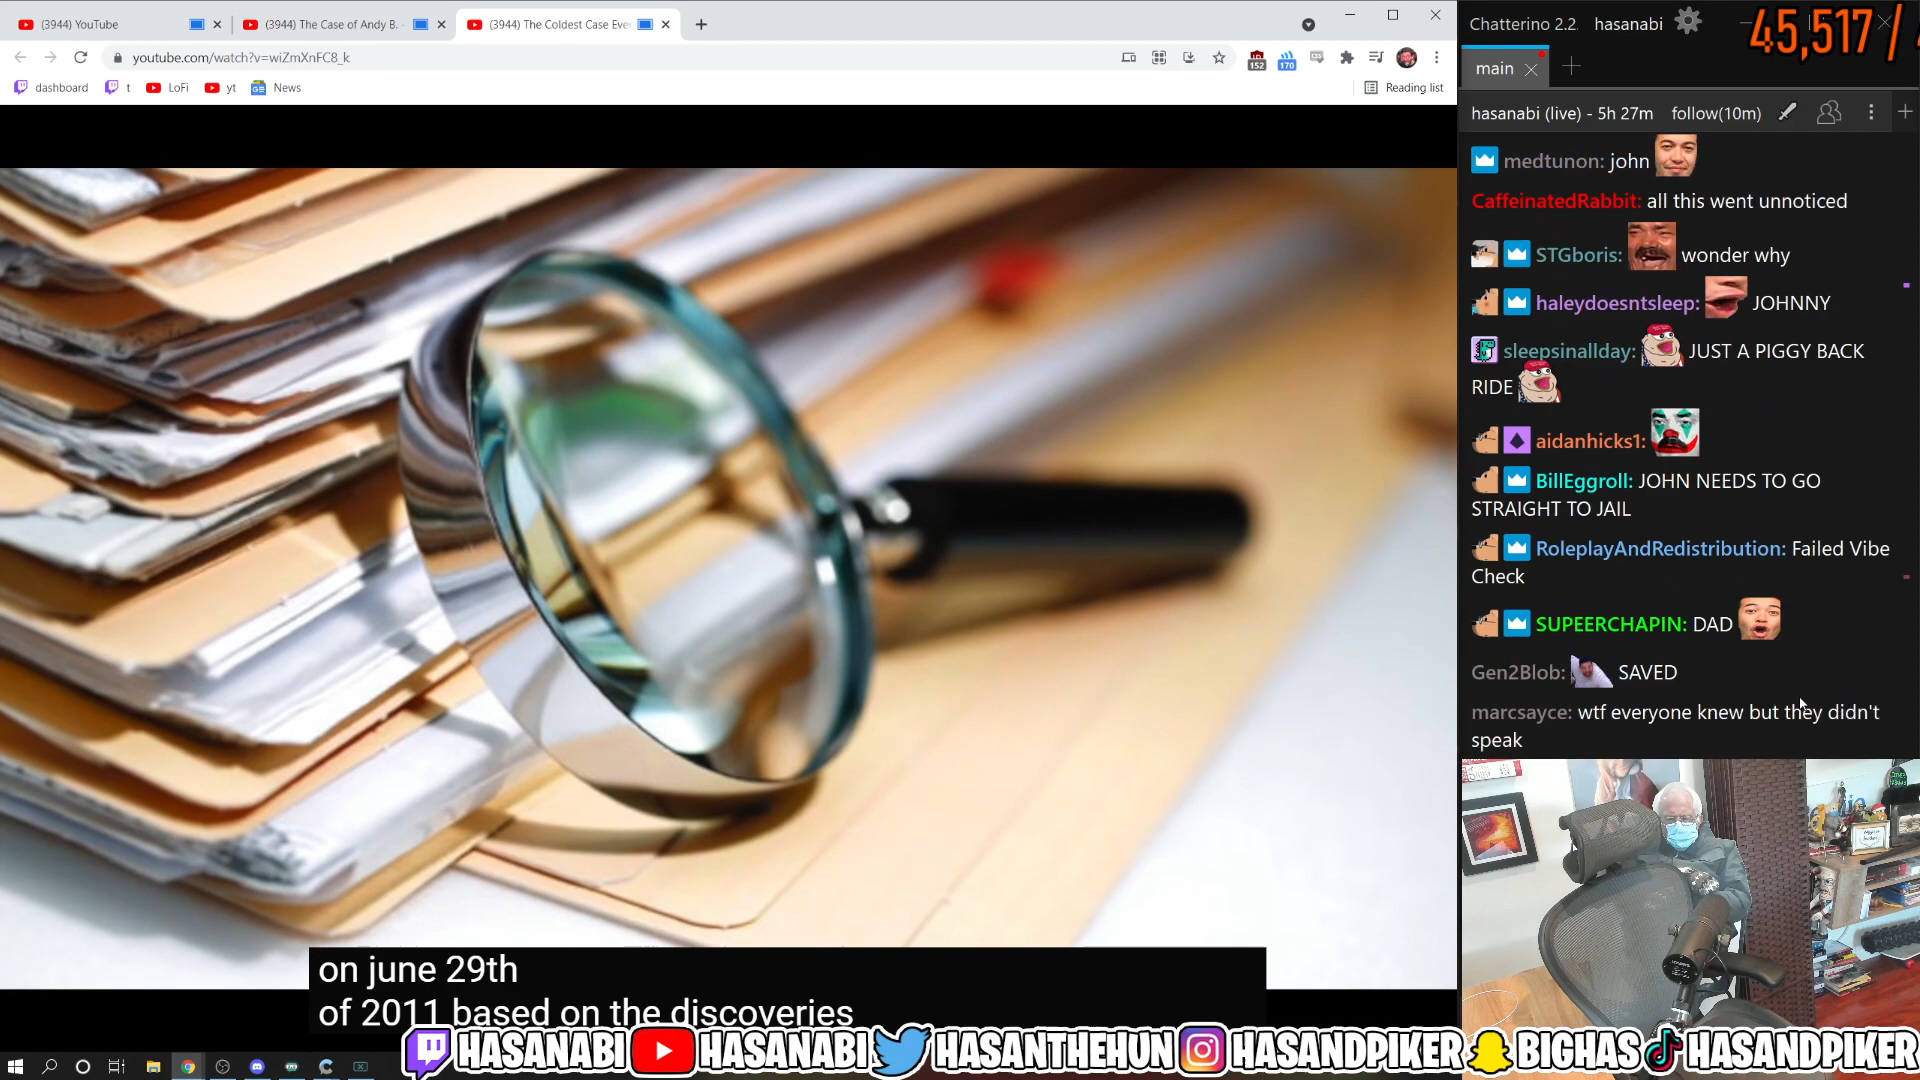 (3944) YouTube
(3944) The Case of Andy B.
(3944) The Coldest Case Ever
youtube.com/watch?v=wiZmXnFC8_k
152
170
dashboard
t
LoFi
yt
News
Reading list
Chatterino 2.2.
hasanabi
45,517 /
main
hasanabi (live) - 5h 27m
follow(10m)
medtunon: john
CaffeinatedRabbit: all this went unnoticed
STGboris: wonder why
haleydoesntsleep: JOHNNY
sleepsinallday: JUST A PIGGY BACK
RIDE
aidanhicks1:
BillEggroll: JOHN NEEDS TO GO
STRAIGHT TO JAIL
RoleplayAndRedistribution: Failed Vibe
Check
SUPEERCHAPIN: DAD
Gen2Blob: SAVED
marcsayce: wtf everyone knew but they didn't
speak
on june 29th
of 2011 based on the discoveries
HASANABI HASANABI HASANTHEHUN HASANDPIKER BIGHAS HASANDPIKER